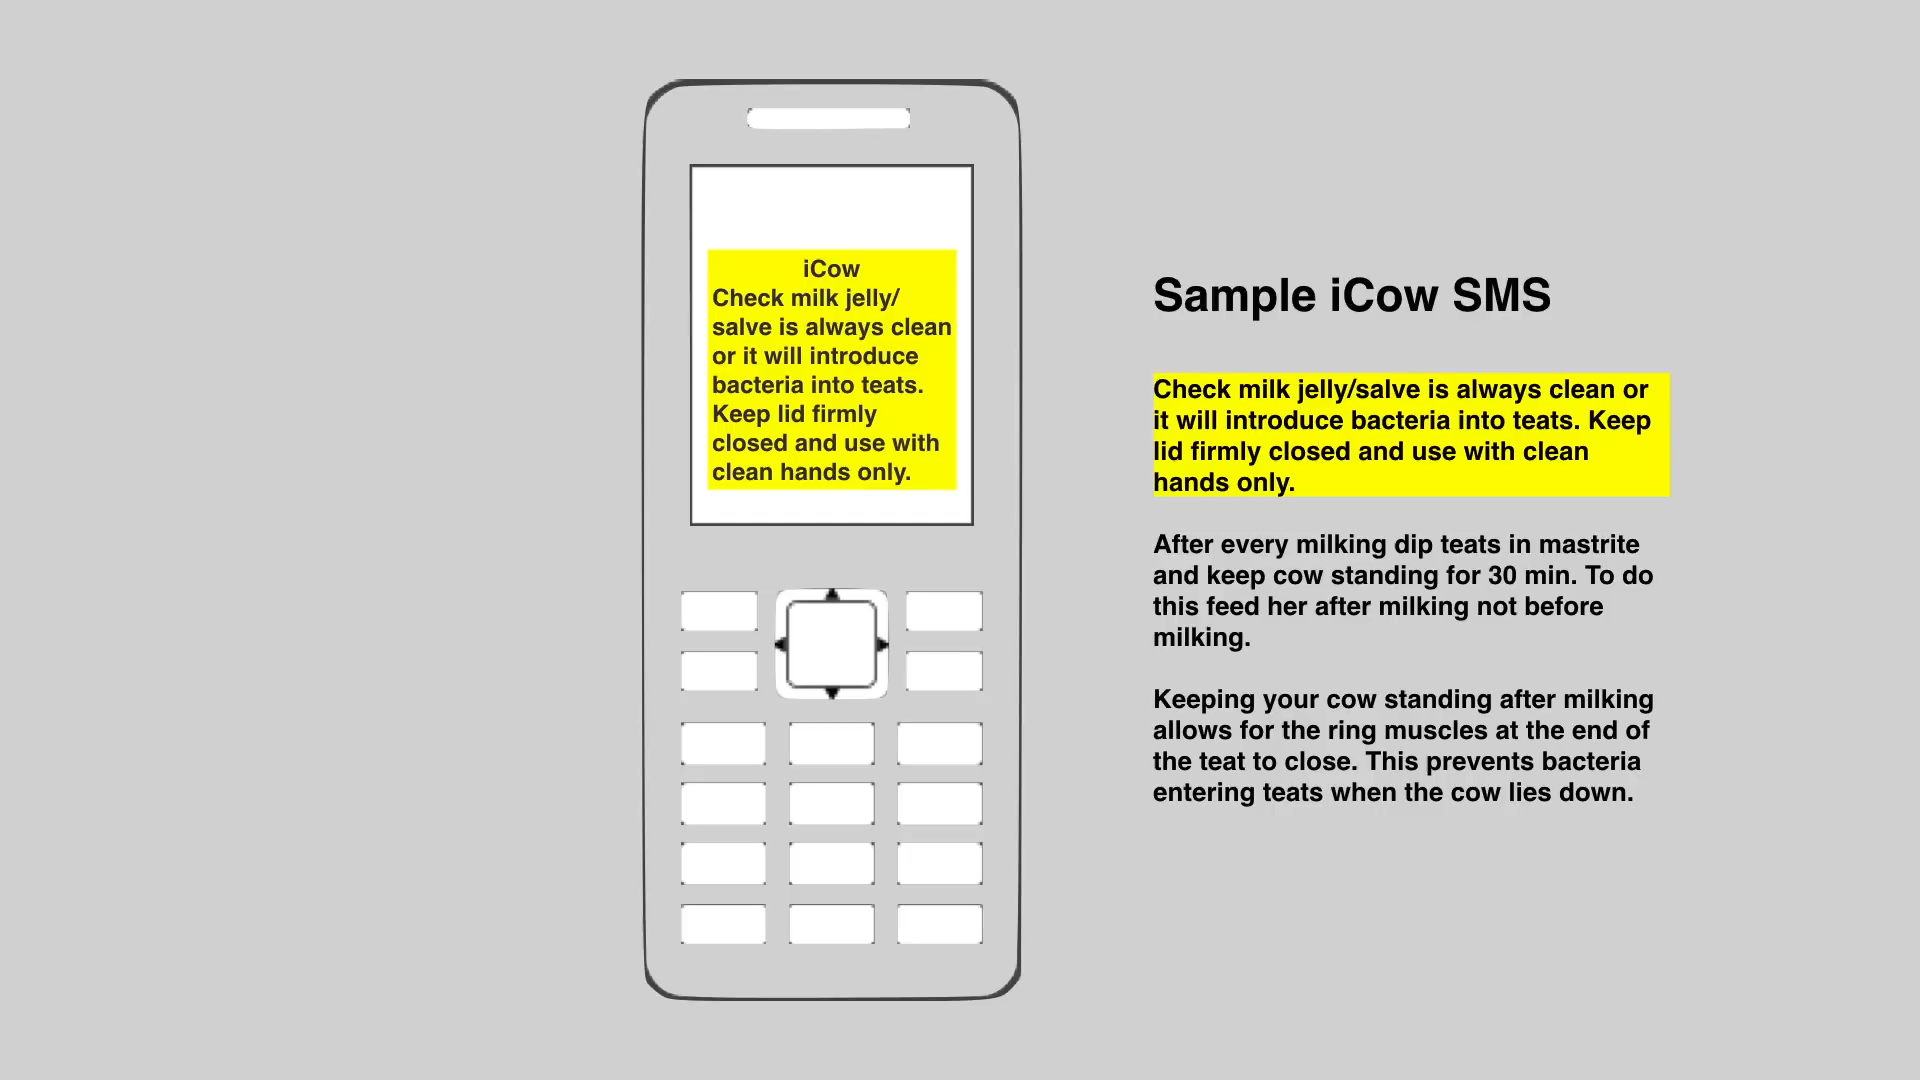 iCow
Check milk jelly/
salve is always clean
or it will introduce
bacteria into teats.
Keep lid firmly
closed and use with
clean hands only.
Sample iCow SMS
Check milk jelly/salve is always clean or
it will introduce bacteria into teats. Keep
lid firmly closed and use with clean
hands only.
After every milking dip teats in mastrite
and keep cow standing for 30 min. To do
this feed her after milking not before
milking.
Keeping your cow standing after milking
allows for the ring muscles at the end of
the teat to close. This prevents bacteria
entering teats when the cow lies down.